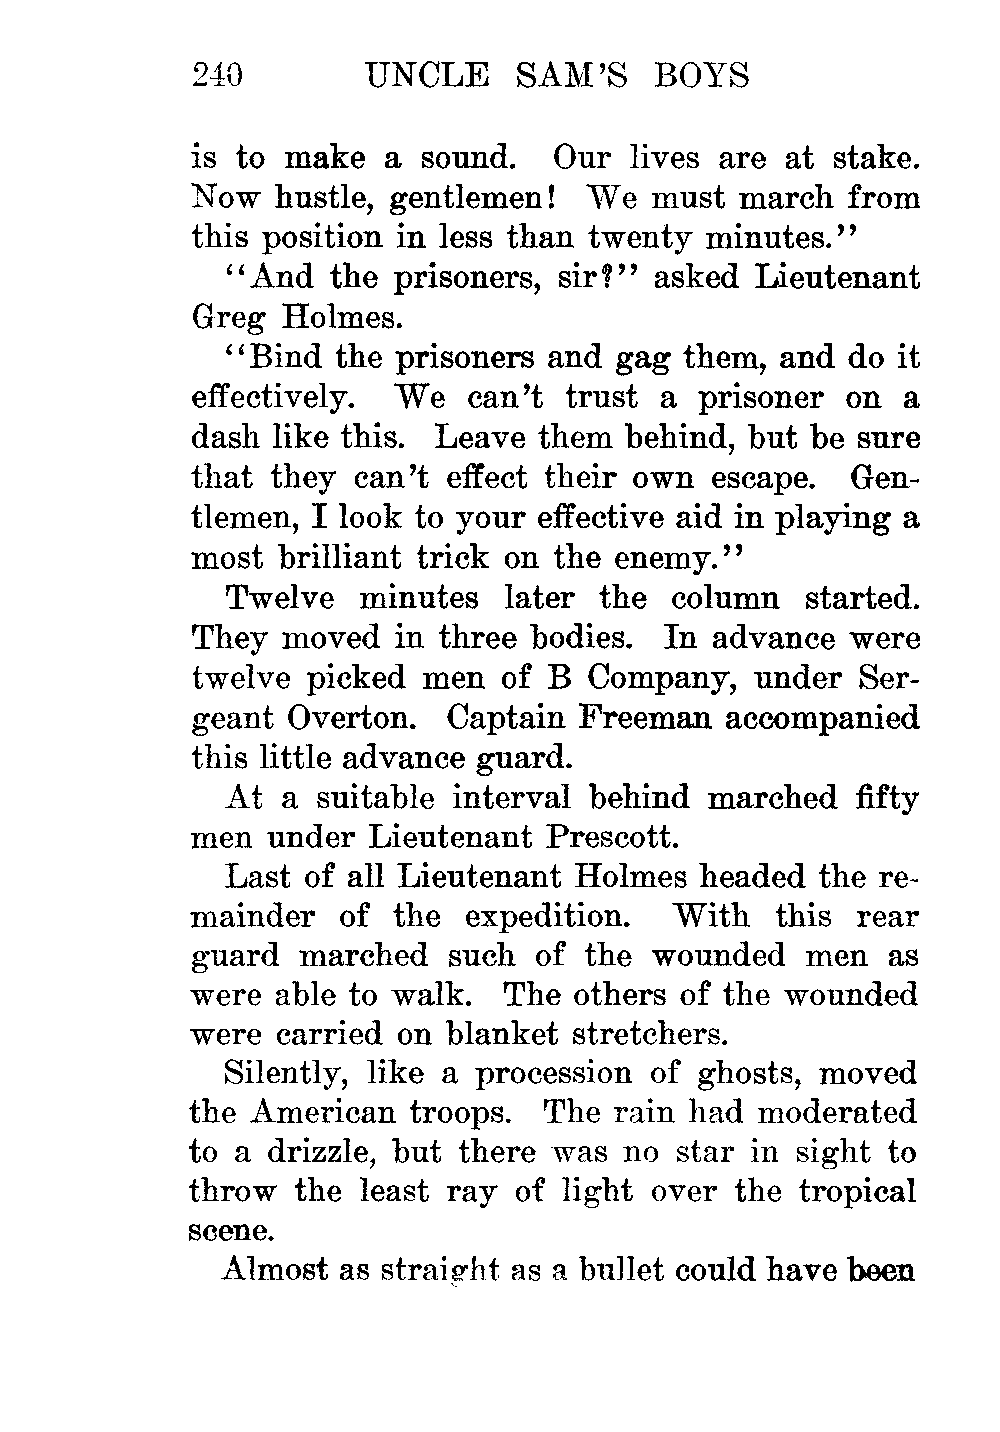 240 UNCLE SAM'S BOYS
is to make a sound. Our lives are at stake.
Now hustle, gentlemen! We must march from
this position in less than twenty minutes.''
``And the prisoners, sir?'' asked Lieutenant
Greg Holmes.
``Bind the prisoners and gag them, and do it
effectively. We can't trust a prisoner on a
dash like this. Leave them behind, but be sure
that they can't effect their own escape. Gen-
tlemen, I look to your effective aid in playing a
most brilliant trick on the enemy.''
Twelve minutes later the column started.
They moved in three bodies. In advance were
twelve picked men of B Company, under Ser-
geant Overton. Captain Freeman accompanied
this little advance guard.
At a suitable interval behind marched fifty
men under Lieutenant Prescott.
Last of all Lieutenant Holmes headed the re-
mainder of the expedition. With this rear
guard marched such of the wounded men as
were able to walk. The others of the wounded
were carried on blanket stretchers.
Silently, like a procession of ghosts, moved
the American troops. The rain had moderated
to a drizzle, but there was no star in sight to
throw the least ray of light over the tropical
scene.
Almost as straight as a bullet could have been